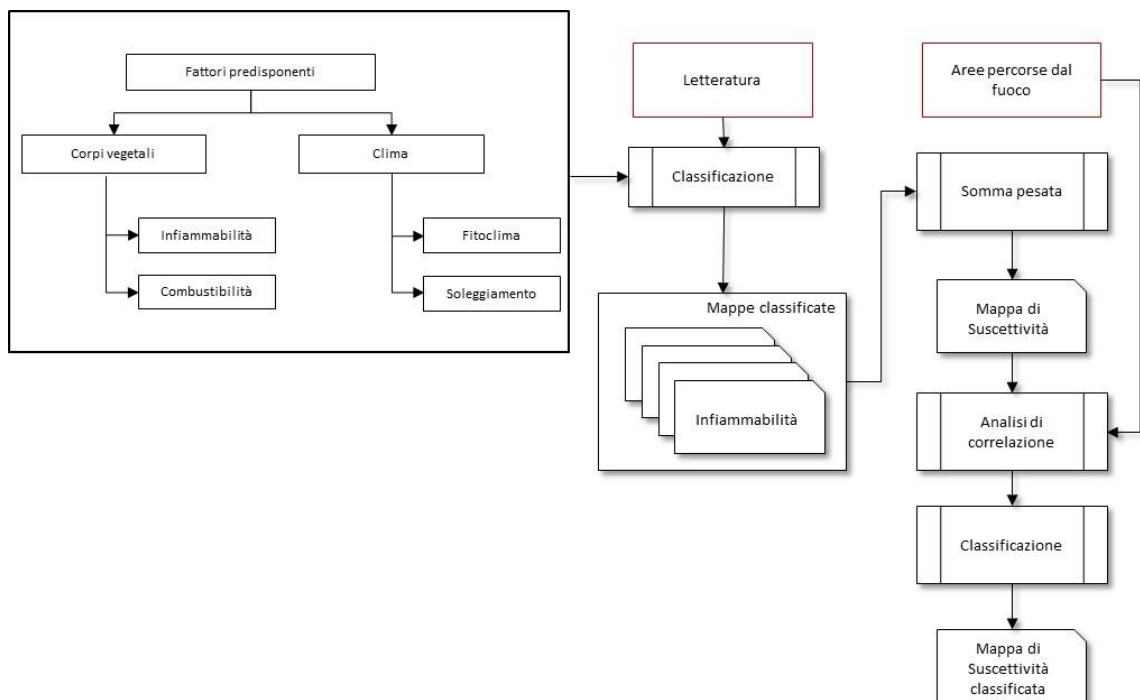 Fattori predisponenti
Corpi vegetali
Clima
Infiammabilità
Fitoclima
Combustibilità
Soleggiamento
Letteratura
Classificazione
Mappe classificate
Infiammabilità
Aree percorse dal
fuoco
Somma pesata
Mappa di
Suscettività
Analisi di
correlazione
Classificazione
Mappa di
Suscettività
classificata